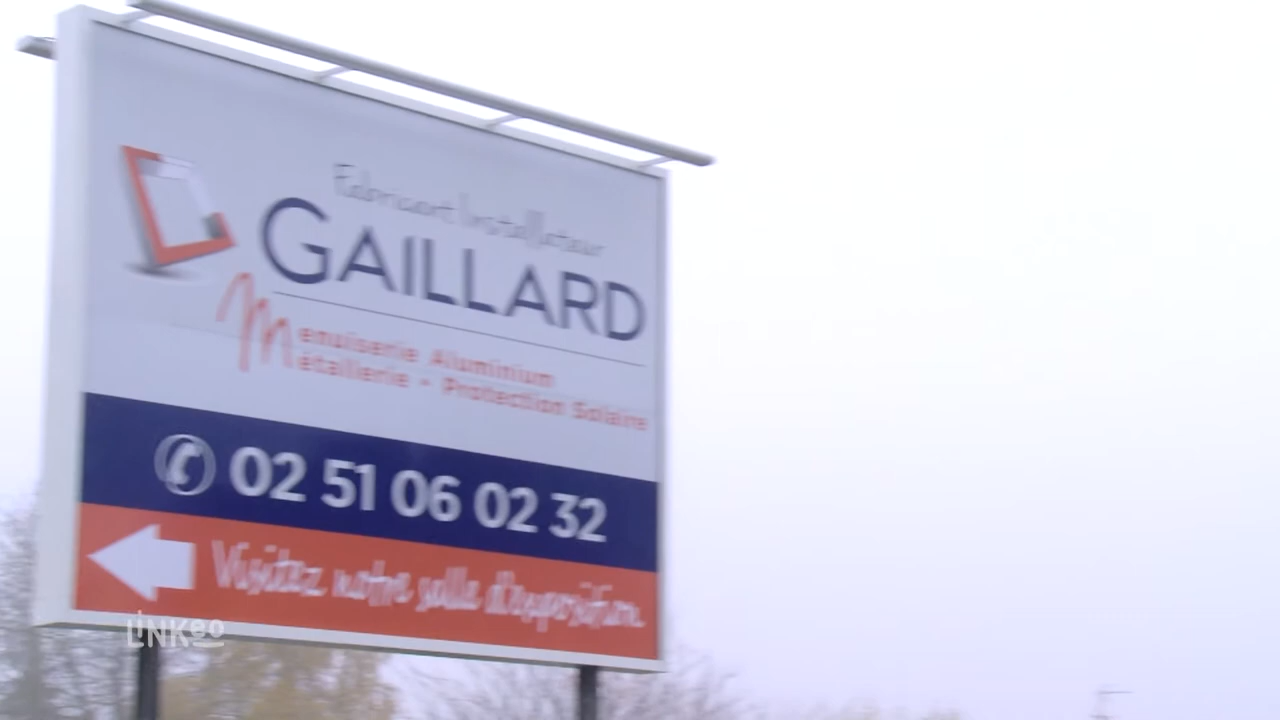 Fabricant Installateur
GAILLARD
Menuiserie Aluminium
Métallerie • Protection Solaire
02 51 06 02 32
Visitez notre salle d'exposition
LINKEO